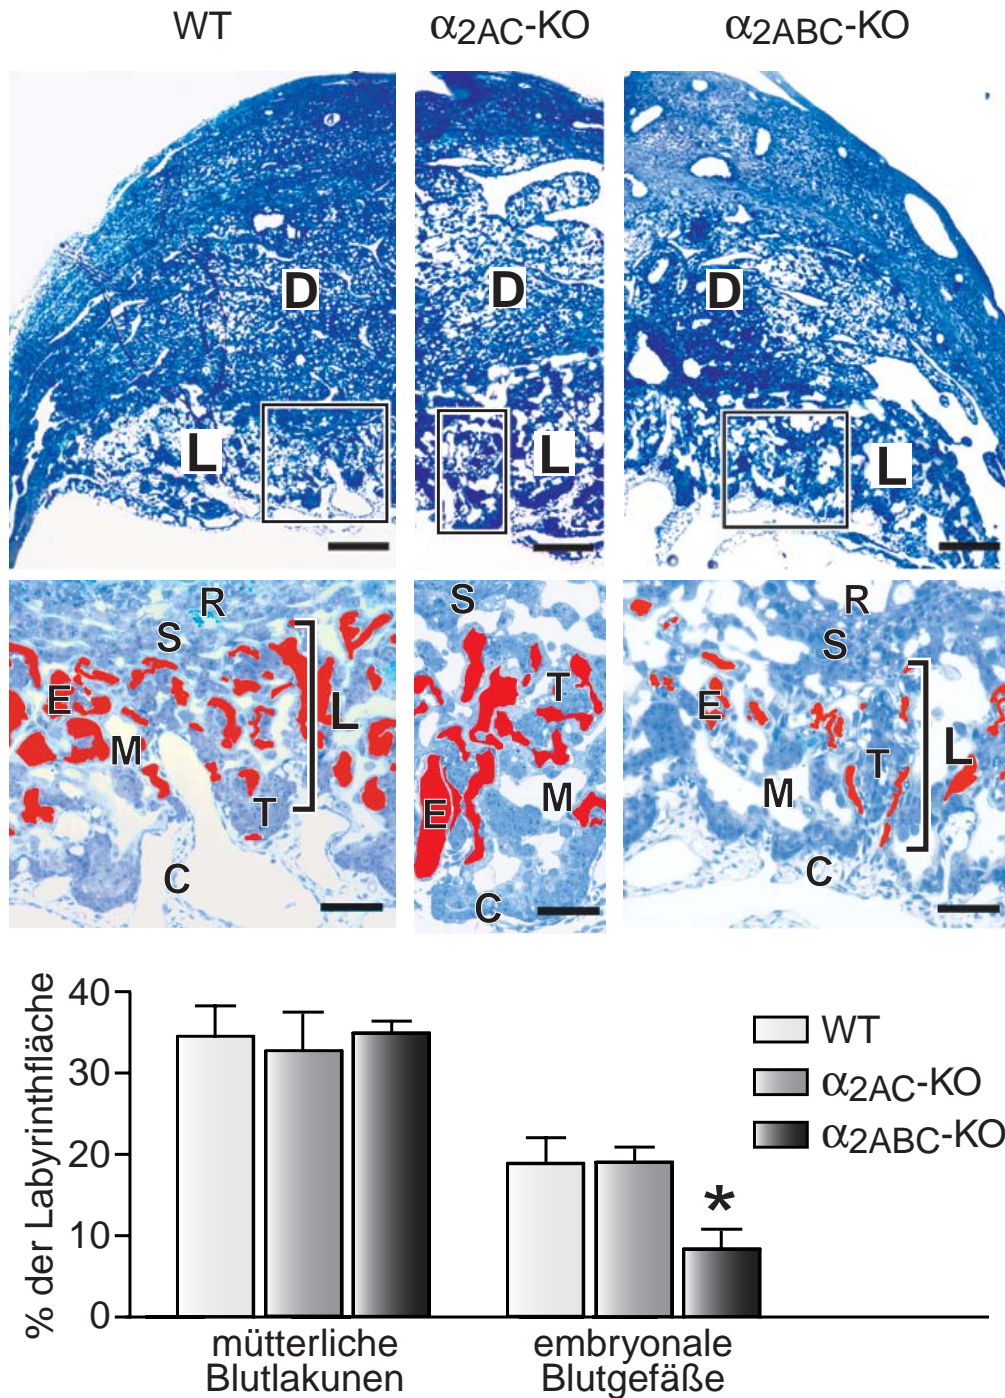 WT
α2AC-KO
α2ABC-KO
D
D
D
L
L
L
R
S
E
L
M
T
C
S
T
E
M
C
R
S
E
L
T
M
C
% der Labyrinthfläche
40
30
20
10
0
*
WT
α2AC-KO
α2ABC-KO
mütterliche
Blutlakunen
embryonale
Blutgefäße